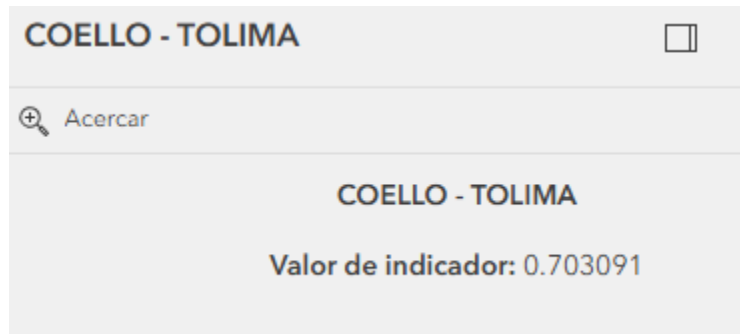 COELLO - TOLIMA
Acercar
COELLO - TOLIMA
Valor de indicador: 0.703091